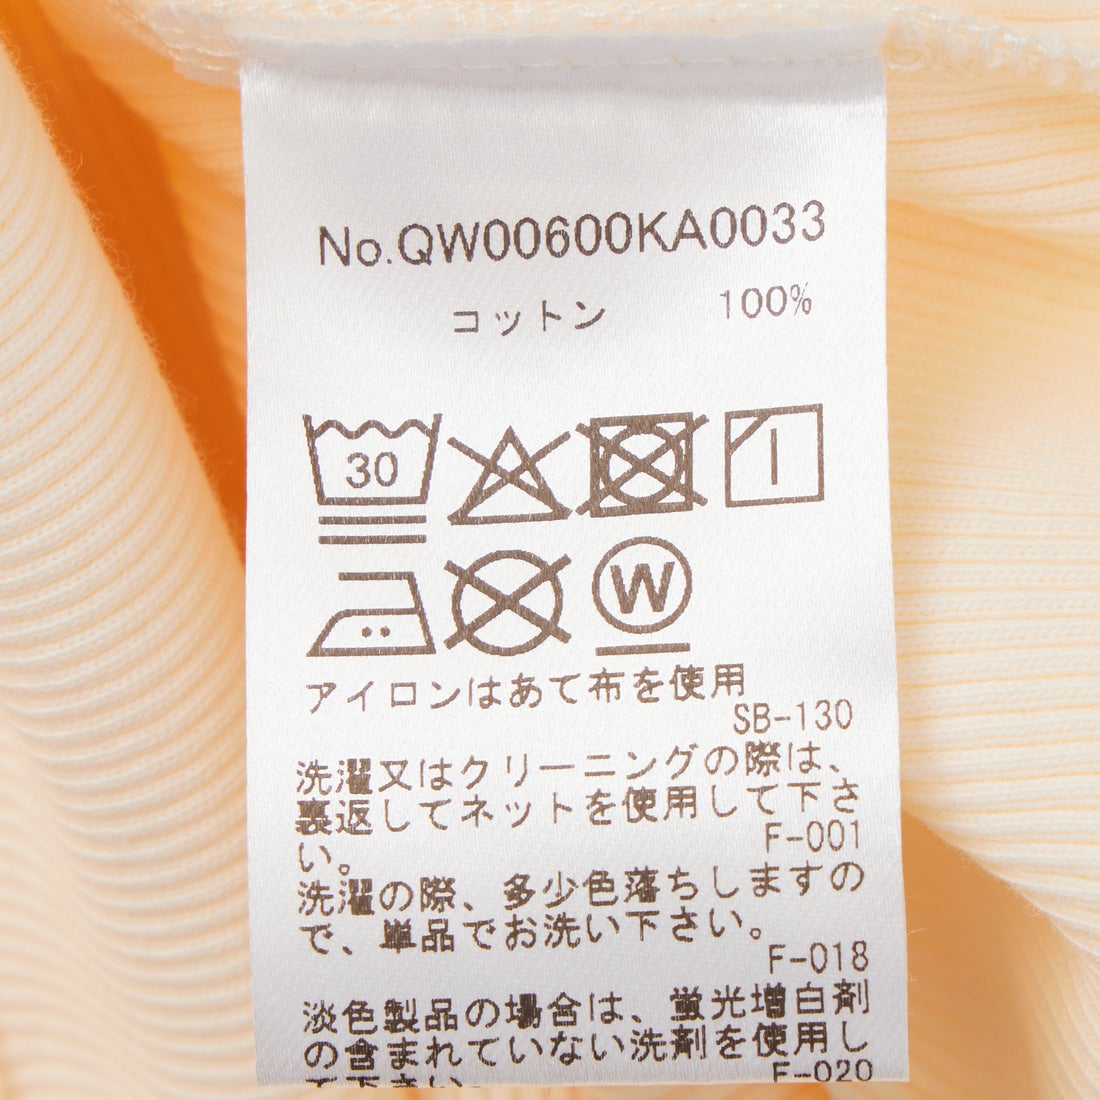 No.QW00600KA0033
コットン 100%
30
W
アイロンはあて布を使用
SB-130
洗濯又はクリーニングの際は、
裏返してネットを使用して下さ
F-001
い。
洗濯の際、多少色落ちしますの
で、単品でお洗い下さい。
F-018
淡色製品の場合は、蛍光増白剤
の含まれていない洗剤を使用し
F-020
て下さい。